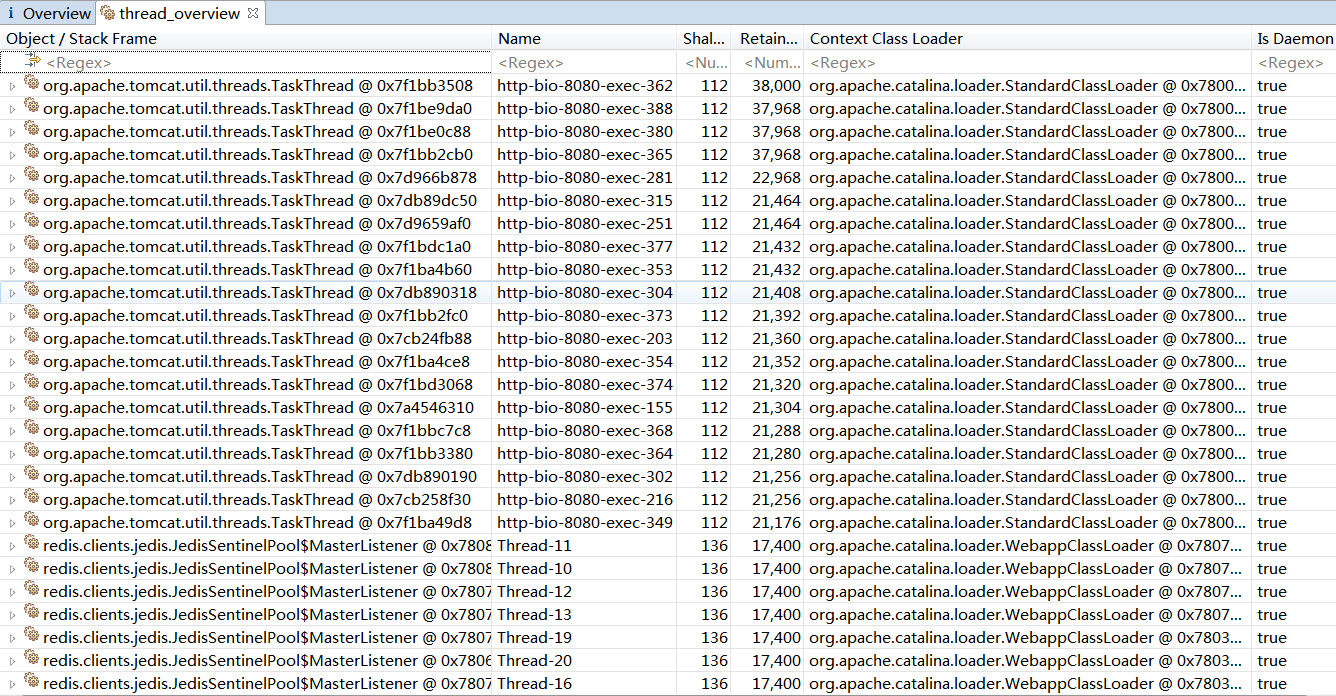 i Overview thread_overview
Object / Stack Frame Name Shal... Retain... Context Class Loader Is Daemon
<Regex> <Regex> <Nu... <Num... <Regex> <Regex>
org.apache.tomcat.util.threads.TaskThread @ 0x7f1bb3508 http-bio-8080-exec-362 112 38,000 org.apache.catalina.loader.StandardClassLoader @ 0x7800... true
org.apache.tomcat.util.threads.TaskThread @ 0x7f1be9da0 http-bio-8080-exec-388 112 37,968 org.apache.catalina.loader.StandardClassLoader @ 0x7800... true
org.apache.tomcat.util.threads.TaskThread @ 0x7f1be0c88 http-bio-8080-exec-380 112 37,968 org.apache.catalina.loader.StandardClassLoader @ 0x7800... true
org.apache.tomcat.util.threads.TaskThread @ 0x7f1bb2cb0 http-bio-8080-exec-365 112 37,968 org.apache.catalina.loader.StandardClassLoader @ 0x7800... true
org.apache.tomcat.util.threads.TaskThread @ 0x7d966b878 http-bio-8080-exec-281 112 22,968 org.apache.catalina.loader.StandardClassLoader @ 0x7800... true
org.apache.tomcat.util.threads.TaskThread @ 0x7db89dc50 http-bio-8080-exec-315 112 21,464 org.apache.catalina.loader.StandardClassLoader @ 0x7800... true
org.apache.tomcat.util.threads.TaskThread @ 0x7d9659af0 http-bio-8080-exec-251 112 21,464 org.apache.catalina.loader.StandardClassLoader @ 0x7800... true
org.apache.tomcat.util.threads.TaskThread @ 0x7f1bdc1a0 http-bio-8080-exec-377 112 21,432 org.apache.catalina.loader.StandardClassLoader @ 0x7800... true
org.apache.tomcat.util.threads.TaskThread @ 0x7f1ba4b60 http-bio-8080-exec-353 112 21,432 org.apache.catalina.loader.StandardClassLoader @ 0x7800... true
org.apache.tomcat.util.threads.TaskThread @ 0x7db890318 http-bio-8080-exec-304 112 21,408 org.apache.catalina.loader.StandardClassLoader @ 0x7800... true
org.apache.tomcat.util.threads.TaskThread @ 0x7f1bb2fc0 http-bio-8080-exec-373 112 21,392 org.apache.catalina.loader.StandardClassLoader @ 0x7800... true
org.apache.tomcat.util.threads.TaskThread @ 0x7cb24fb88 http-bio-8080-exec-203 112 21,360 org.apache.catalina.loader.StandardClassLoader @ 0x7800... true
org.apache.tomcat.util.threads.TaskThread @ 0x7f1ba4ce8 http-bio-8080-exec-354 112 21,352 org.apache.catalina.loader.StandardClassLoader @ 0x7800... true
org.apache.tomcat.util.threads.TaskThread @ 0x7f1bd3068 http-bio-8080-exec-374 112 21,320 org.apache.catalina.loader.StandardClassLoader @ 0x7800... true
org.apache.tomcat.util.threads.TaskThread @ 0x7a4546310 http-bio-8080-exec-155 112 21,304 org.apache.catalina.loader.StandardClassLoader @ 0x7800... true
org.apache.tomcat.util.threads.TaskThread @ 0x7f1bbc7c8 http-bio-8080-exec-368 112 21,288 org.apache.catalina.loader.StandardClassLoader @ 0x7800... true
org.apache.tomcat.util.threads.TaskThread @ 0x7f1bb3380 http-bio-8080-exec-364 112 21,280 org.apache.catalina.loader.StandardClassLoader @ 0x7800... true
org.apache.tomcat.util.threads.TaskThread @ 0x7db890190 http-bio-8080-exec-302 112 21,256 org.apache.catalina.loader.StandardClassLoader @ 0x7800... true
org.apache.tomcat.util.threads.TaskThread @ 0x7cb258f30 http-bio-8080-exec-216 112 21,256 org.apache.catalina.loader.StandardClassLoader @ 0x7800... true
org.apache.tomcat.util.threads.TaskThread @ 0x7f1ba49d8 http-bio-8080-exec-349 112 21,176 org.apache.catalina.loader.StandardClassLoader @ 0x7800... true
redis.clients.jedis.JedisSentinelPool$MasterListener @ 0x7808 Thread-11 136 17,400 org.apache.catalina.loader.WebappClassLoader @ 0x7807... true
redis.clients.jedis.JedisSentinelPool$MasterListener @ 0x7808 Thread-10 136 17,400 org.apache.catalina.loader.WebappClassLoader @ 0x7807... true
redis.clients.jedis.JedisSentinelPool$MasterListener @ 0x7807 Thread-12 136 17,400 org.apache.catalina.loader.WebappClassLoader @ 0x7807... true
redis.clients.jedis.JedisSentinelPool$MasterListener @ 0x7807 Thread-13 136 17,400 org.apache.catalina.loader.WebappClassLoader @ 0x7807... true
redis.clients.jedis.JedisSentinelPool$MasterListener @ 0x7807 Thread-19 136 17,400 org.apache.catalina.loader.WebappClassLoader @ 0x7803... true
redis.clients.jedis.JedisSentinelPool$MasterListener @ 0x7806 Thread-20 136 17,400 org.apache.catalina.loader.WebappClassLoader @ 0x7803... true
redis.clients.jedis.JedisSentinelPool$MasterListener @ 0x7807 Thread-16 136 17,400 org.apache.catalina.loader.WebappClassLoader @ 0x7803... true